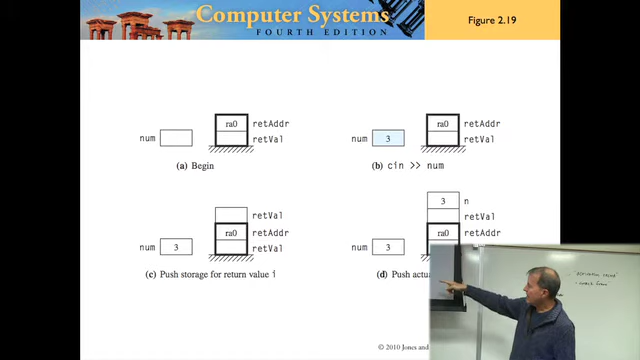 Computer Systems
FOURTH EDITION
Figure 2.19
ra0 retAddr
num retVal
(a) Begin
ra0 retAddr
num 3 retVal
(b) cin >> num
retVal
ra0 retAddr
num 3 retVal
(c) Push storage for return value i
3 n
retVal
ra0 retAddr
num 3
(d) Push actua
© 2010 Jones and